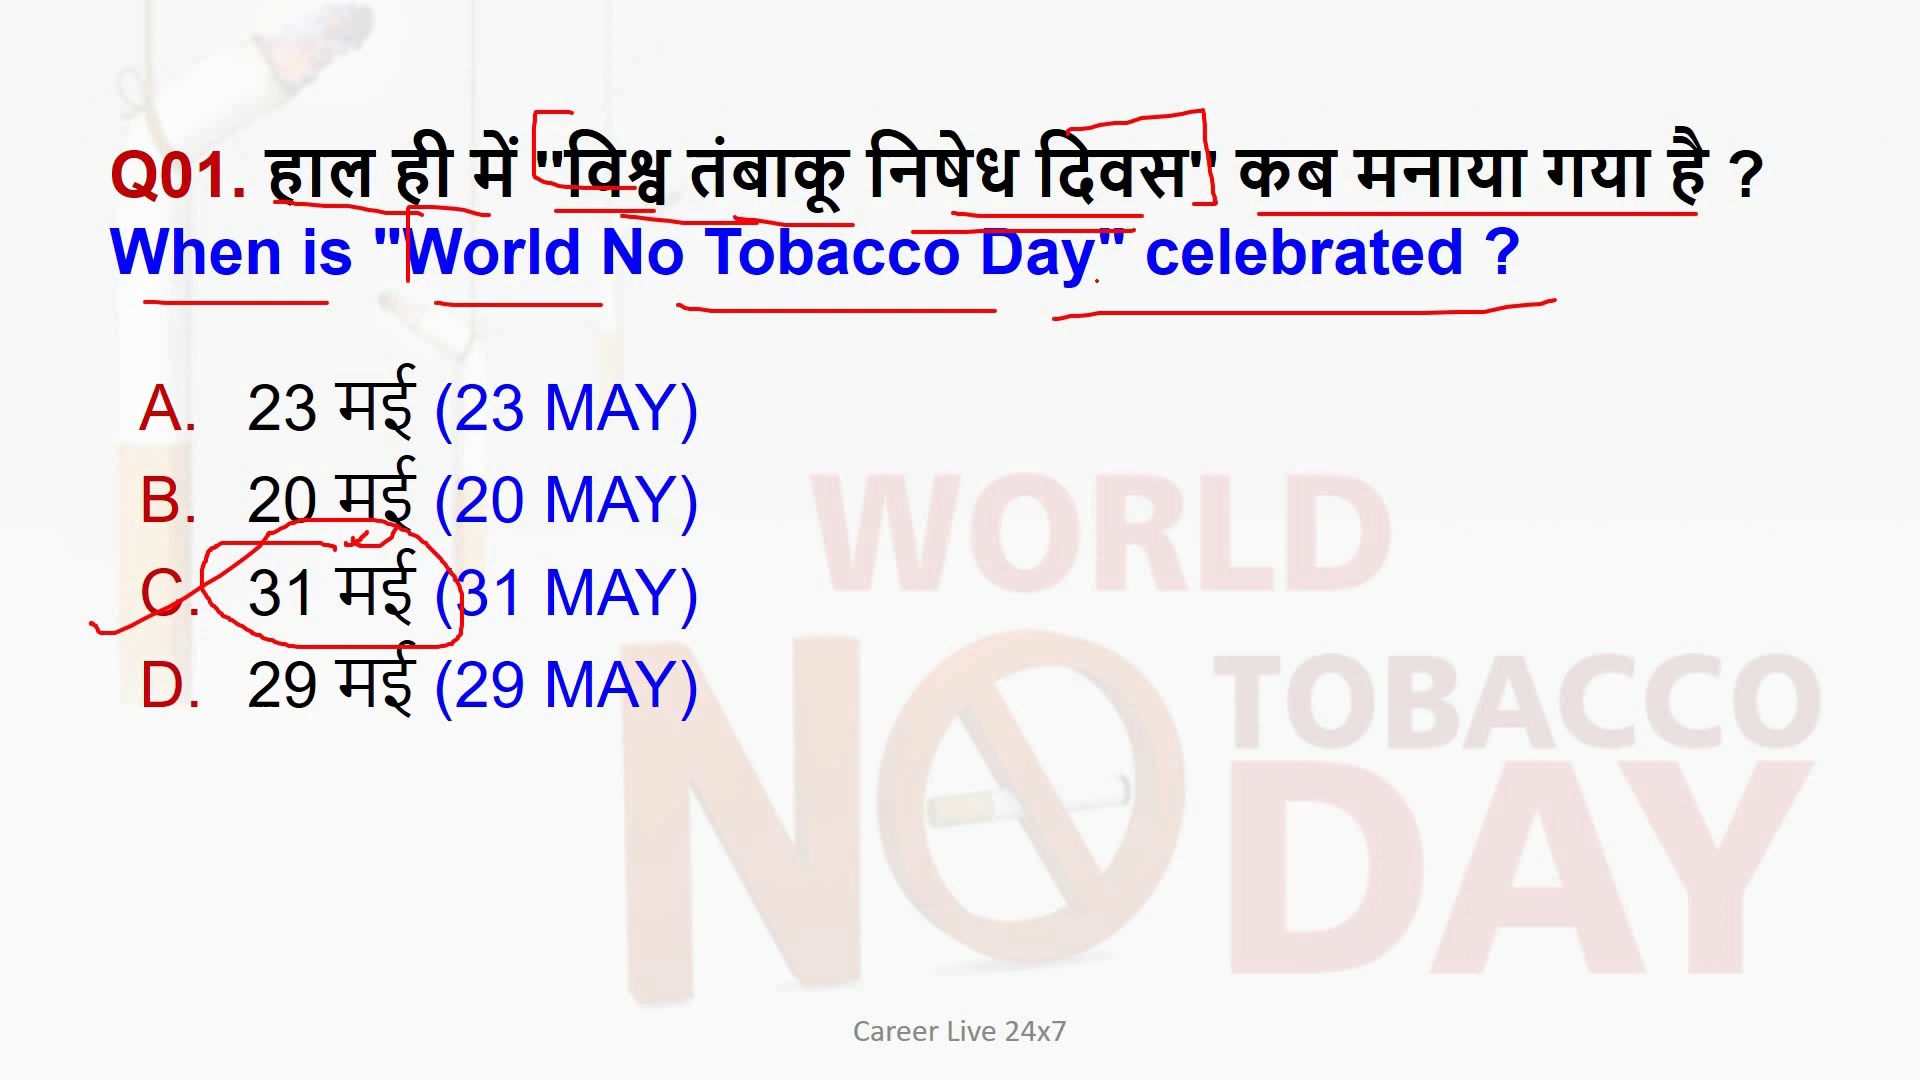 Q01. हाल ही में "विश्व तंबाकू निषेध दिवस" कब मनाया गया है ?
When is "World No Tobacco Day" celebrated ?
A. 23 मई (23 MAY)
B. 20 मई (20 MAY)
C. 31 मई (31 MAY)
D. 29 मई (29 MAY)
WORLD
NO TOBACCO
DAY
Career Live 24x7